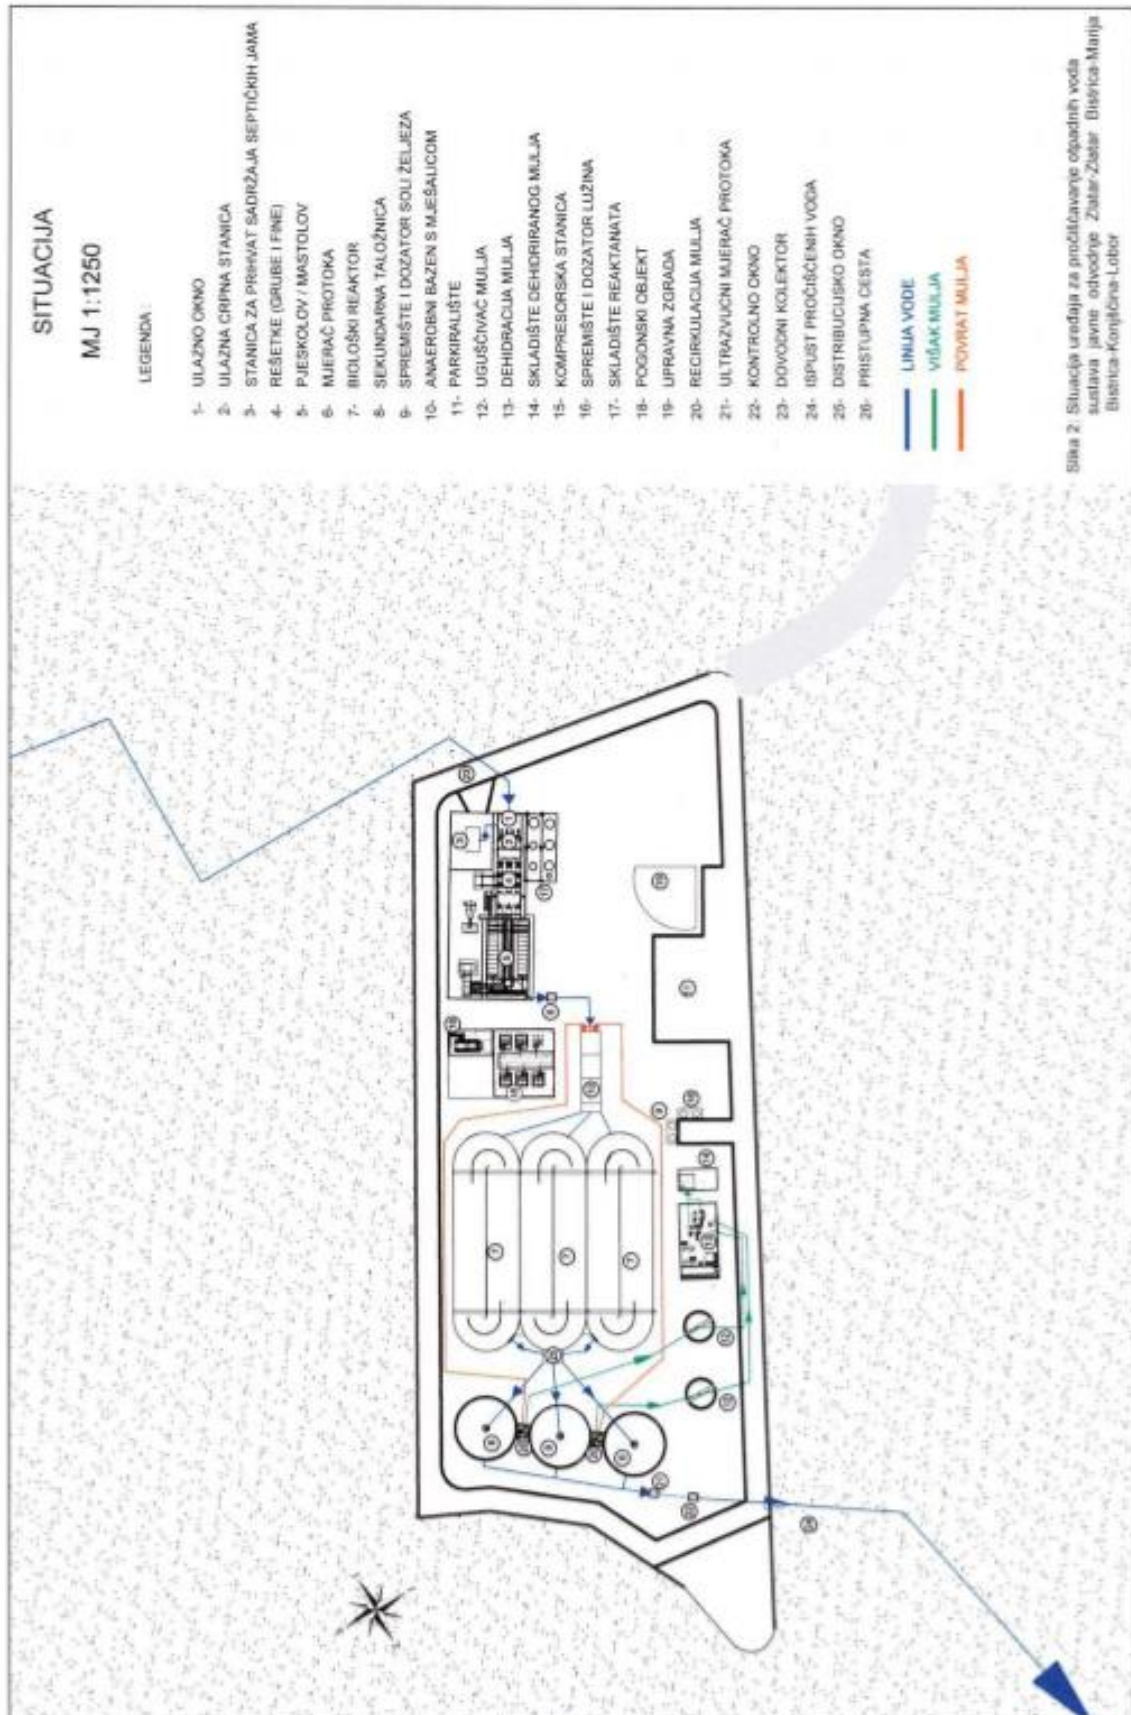 SITUACIJA
MJ 1:1250
LEGENDA:
1- ULAZNO OKNO
2- ULAZNA CRPNA STANICA
3- STANICA ZA PRIHVAT SADRŽAJA SEPTIČKIH JAMA
4- REŠETKE (GRUBE I FINE)
5- PJESKOLOV / MASTOLOV
6- MJERAČ PROTOKA
7- BIOLOŠKI REAKTOR
8- SEKUNDARNA TALOŽNICA
9- SPREMIŠTE I DOZATOR SOLI ŽELJEZA
10- ANAEROBNI BAZEN S MJEŠALICOM
11- PARKIRALIŠTE
12- UGUŠĆIVAČ MULJA
13- DEHIDRACIJA MULJA
14- SKLADIŠTE DEHIDRIRANOG MULJA
15- KOMPRESORSKA STANICA
16- SPREMIŠTE I DOZATOR LUŽINA
17- SKLADIŠTE REAKTANATA
18- POGONSKI OBJEKT
19- UPRAVNA ZGRADA
20- RECIRKULACIJA MULJA
21- ULTRAZVUČNI MJERAČ PROTOKA
22- KONTROLNO OKNO
23- DOVODNI KOLEKTOR
24- ISPUST PROČIŠĆENIH VODA
25- DISTRIBUCIJSKO OKNO
26- PRISTUPNA CESTA
LINIJA VODE
VIŠAK MULJA
POVRAT MULJA
Slika 2. Situacija uređaja za pročišćavanje otpadnih voda
sustava javne odvodnje Zlatar-Zlatar Bistrica-Marija
Bistrica-Konjščina-Lobor